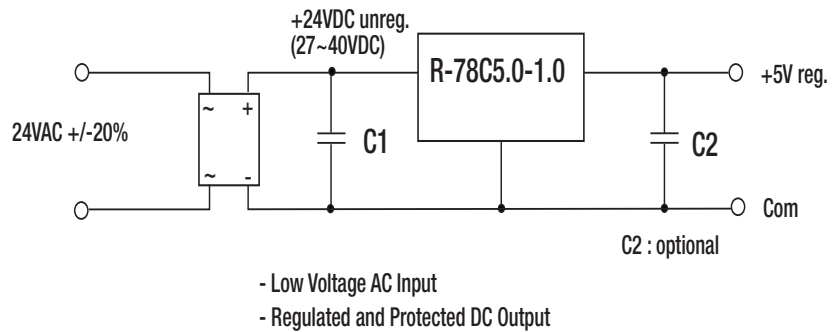 +24VDC unreg.
(27~40VDC)
R-78C5.0-1.0
+5V reg.
~ +
24VAC +/-20%
C1
C2
~ -
Com
C2 : optional
- Low Voltage AC Input
- Regulated and Protected DC Output